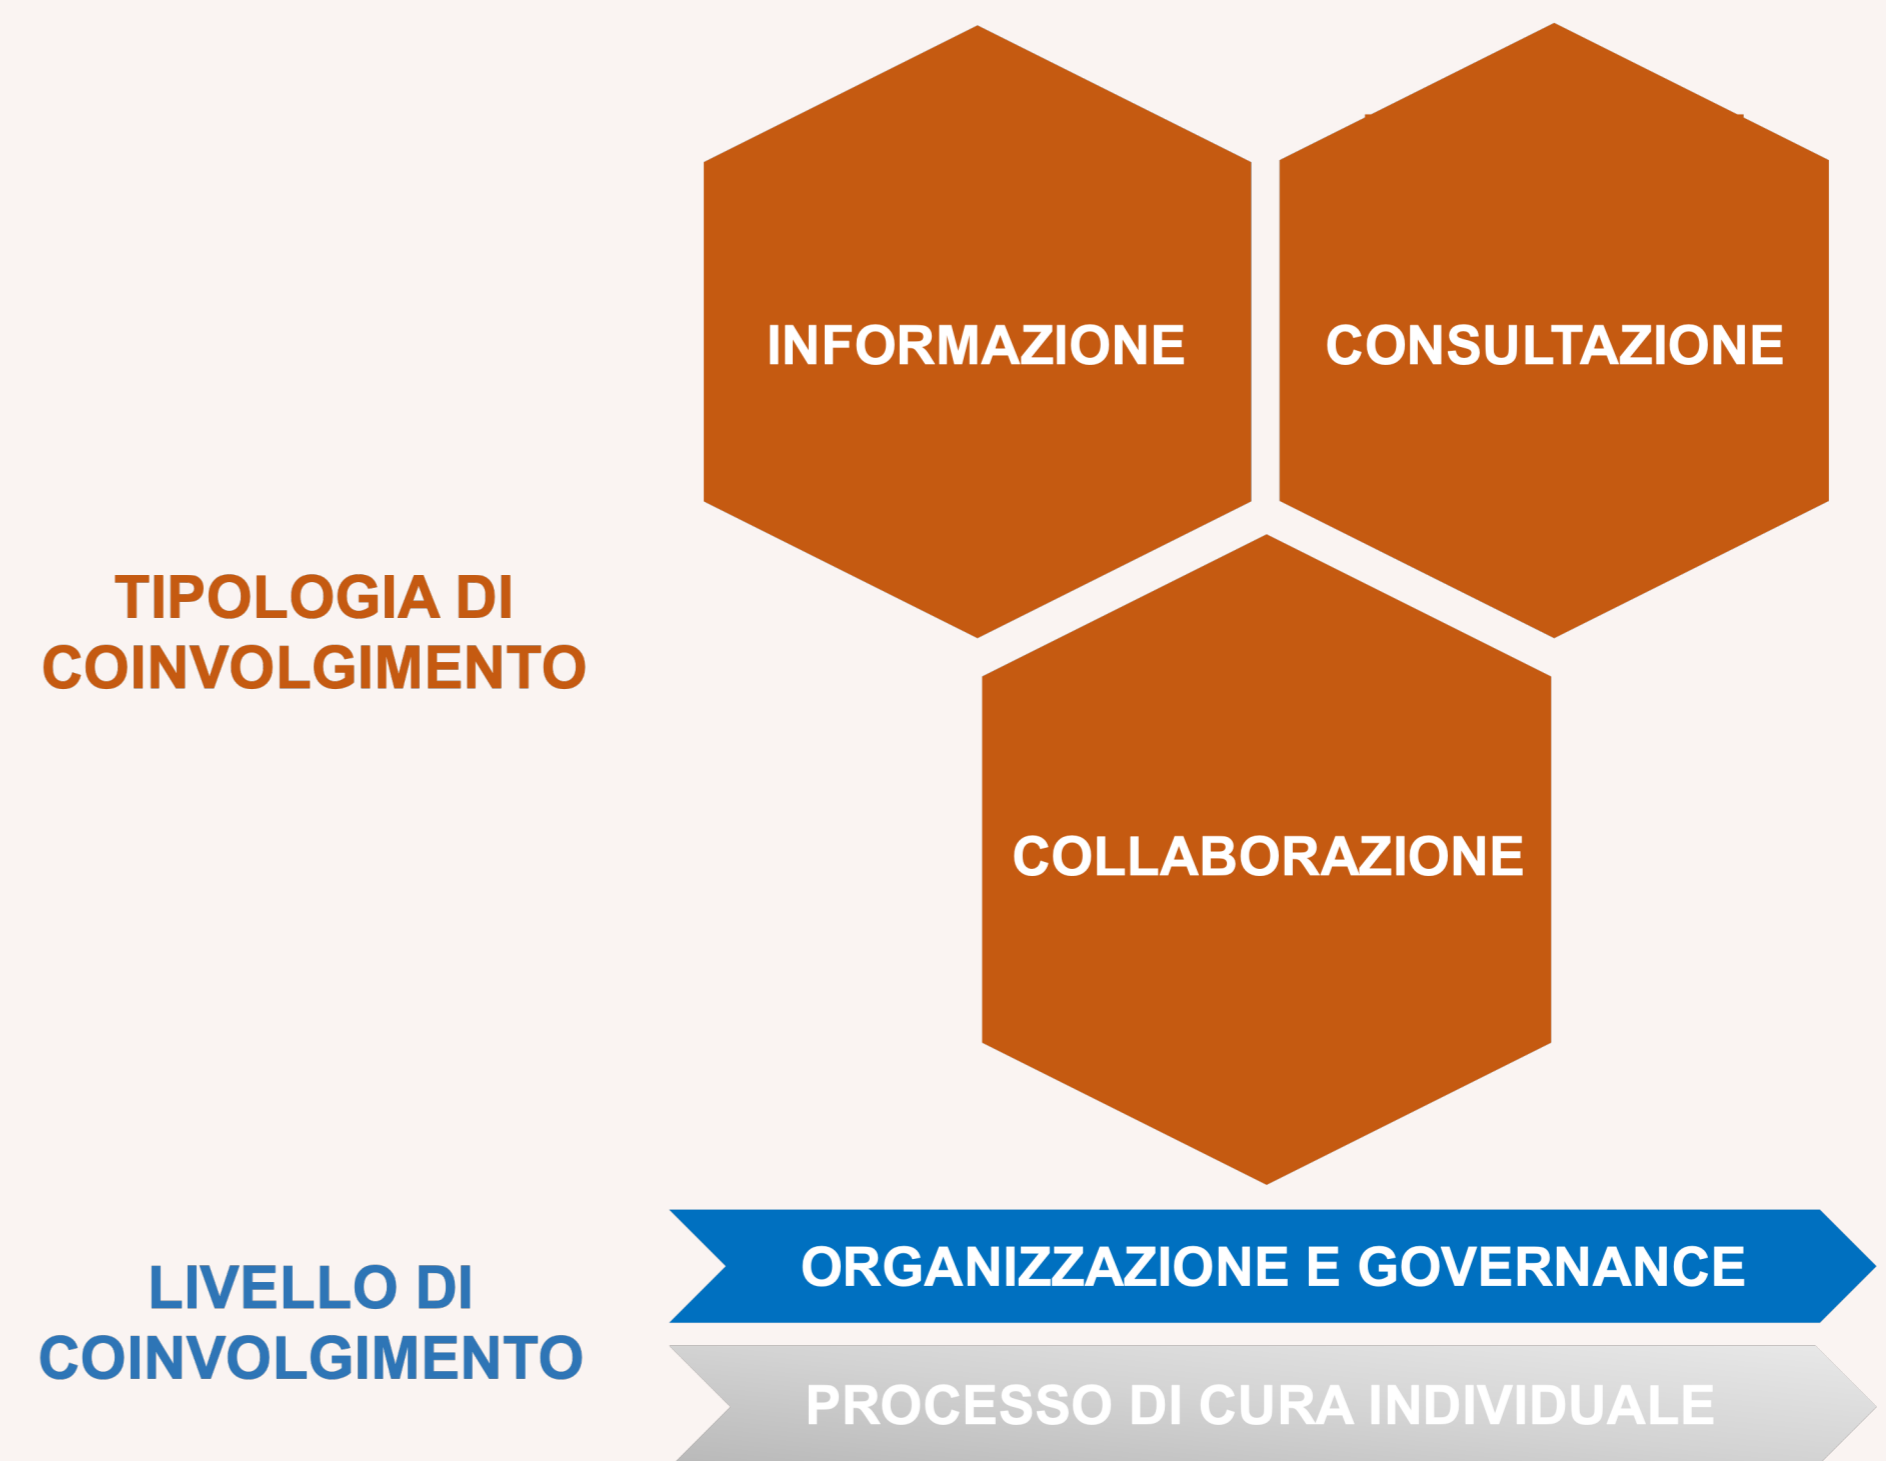 INFORMAZIONE
CONSULTAZIONE
TIPOLOGIA DI
COINVOLGIMENTO
COLLABORAZIONE
LIVELLO DI
COINVOLGIMENTO
ORGANIZZAZIONE E GOVERNANCE
PROCESSO DI CURA INDIVIDUALE